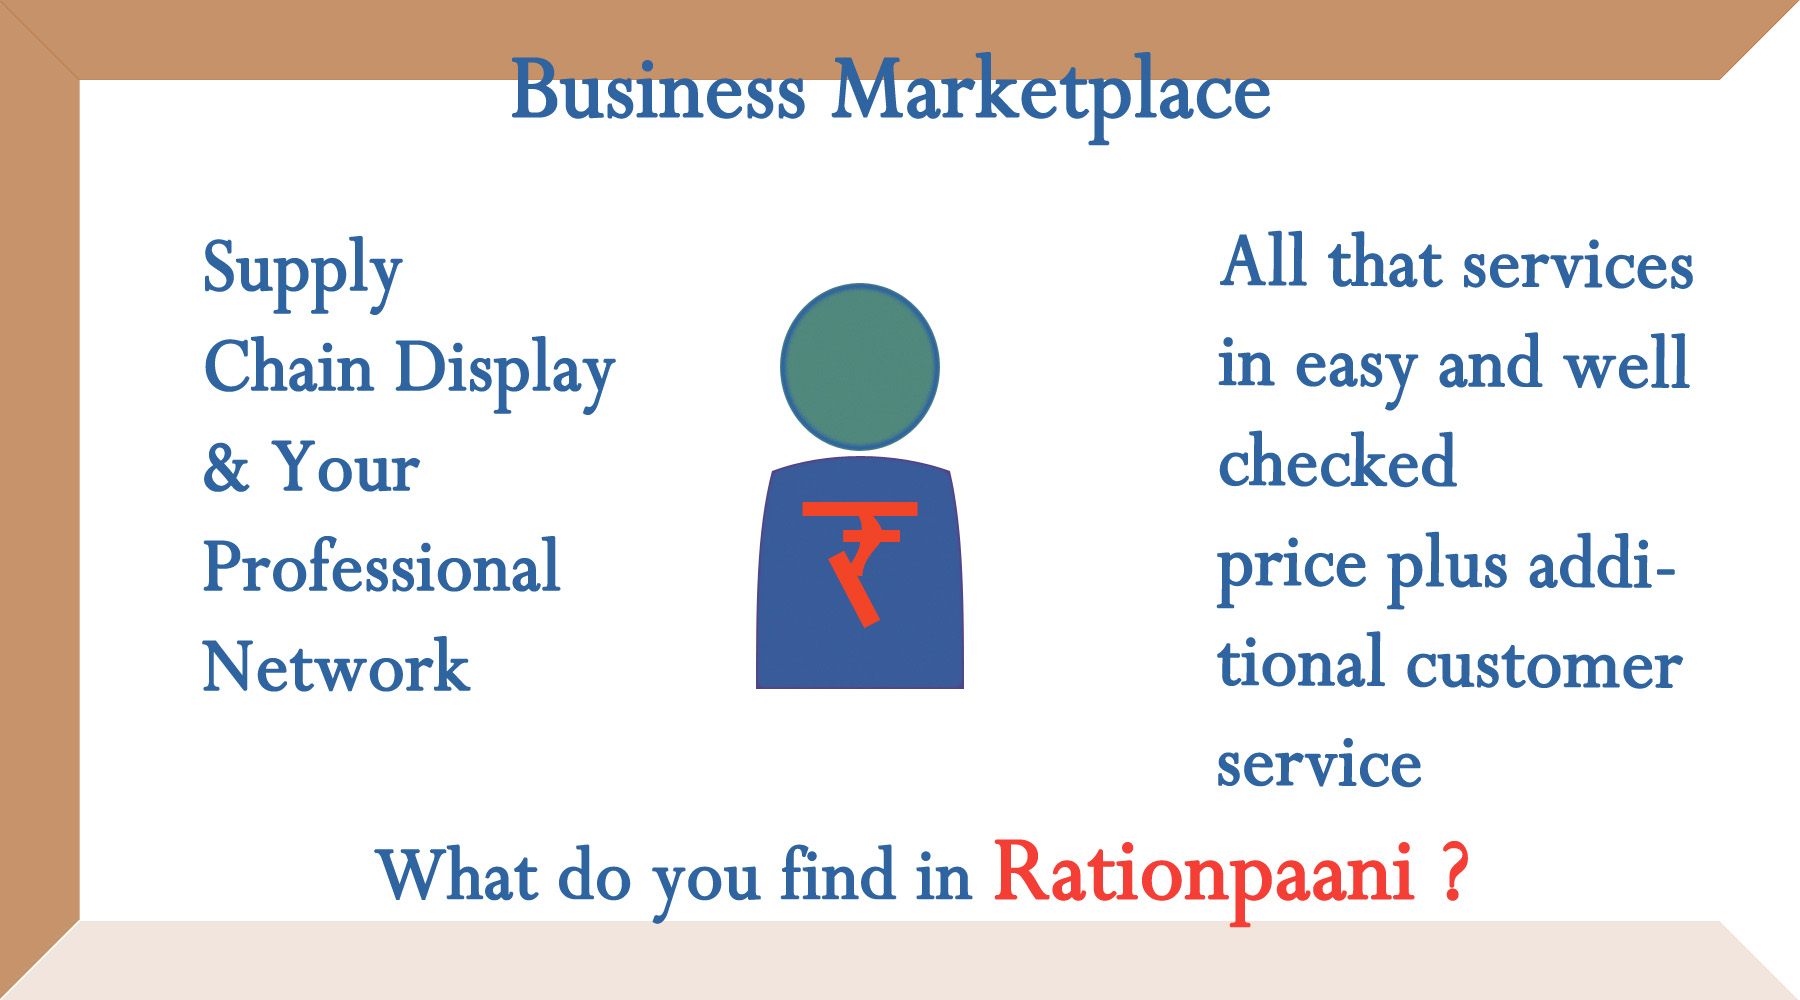 Business Marketplace
Supply
Chain Display
& Your
Professional
Network
All that services
in easy and well
checked
price plus addi-
tional customer
service
What do you find in Rationpaani ?